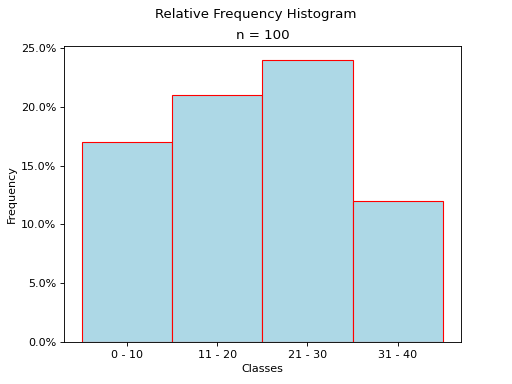 Relative Frequency Histogram
n = 100
25.0%
20.0%
15.0%
10.0%
5.0%
0.0%
Frequency
0 - 10
11 - 20
21 - 30
31 - 40
Classes